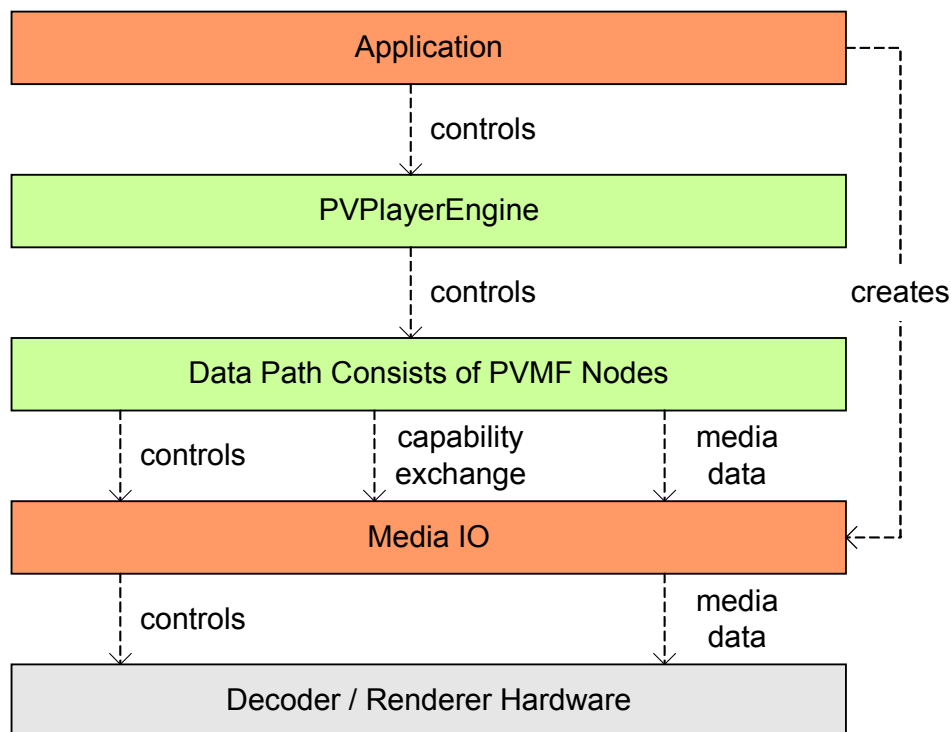 Application
controls
PVPlayerEngine
controls
creates
Data Path Consists of PVMF Nodes
controls
capability
exchange
media
data
Media IO
controls
media
data
Decoder / Renderer Hardware